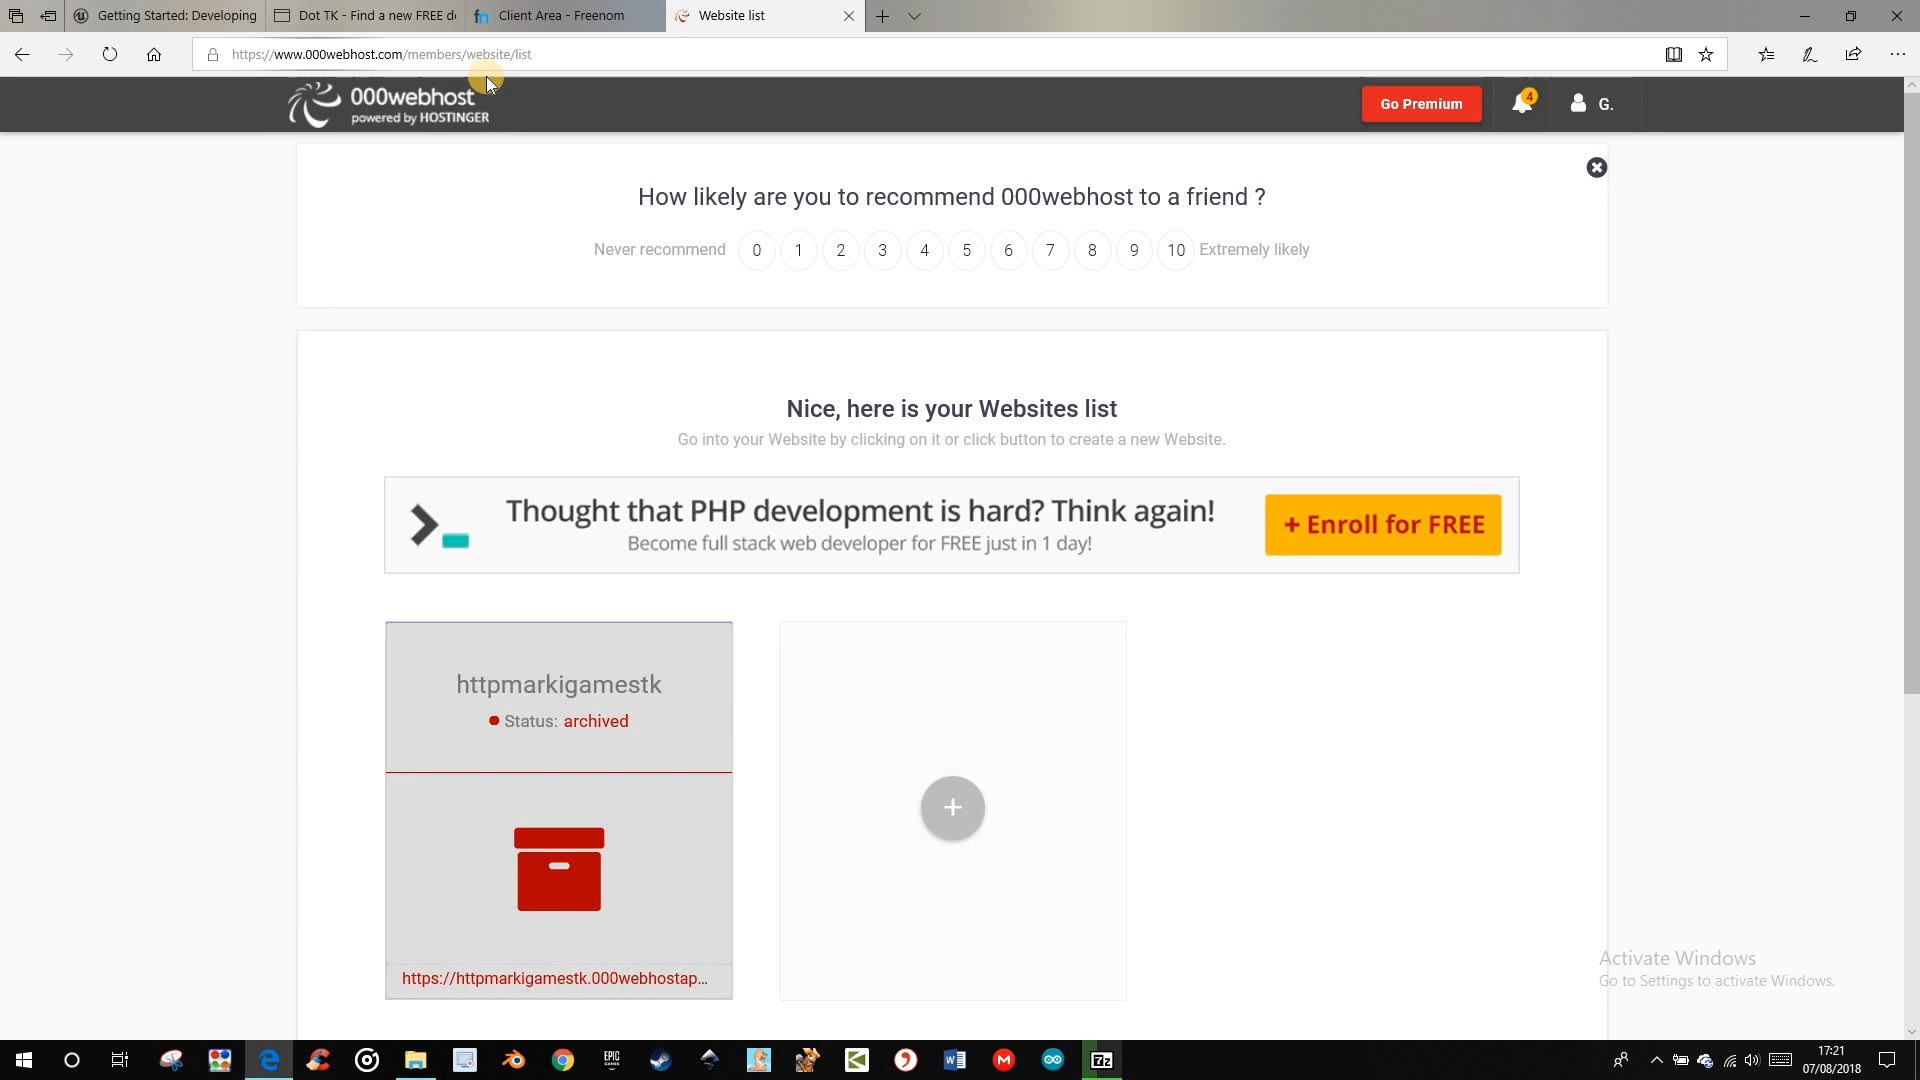 Getting Started: Developing
Dot TK - Find a new FREE d
Client Area - Freenom
Website list
https://www.000webhost.com/members/website/list
000webhost
powered by HOSTINGER
Go Premium
4
G.
How likely are you to recommend 000webhost to a friend ?
Never recommend 0 1 2 3 4 5 6 7 8 9 10 Extremely likely
Nice, here is your Websites list
Go into your Website by clicking on it or click button to create a new Website.
Thought that PHP development is hard? Think again!
Become full stack web developer for FREE just in 1 day!
+ Enroll for FREE
httpmarkigamestk
Status: archived
https://httpmarkigamestk.000webhostap...
Activate Windows
Go to Settings to activate Windows.
EPIC
GAMES
7z
17:21
07/08/2018